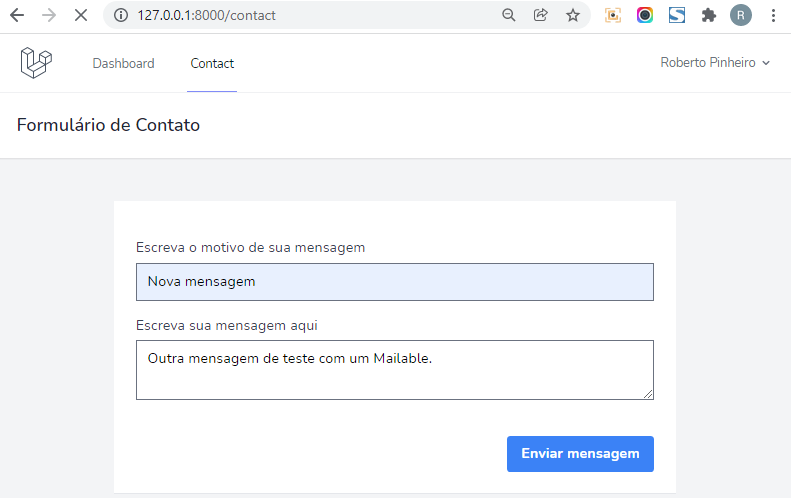 127.0.0.1:8000/contact
R
Dashboard Contact Roberto Pinheiro
Formulário de Contato
Escreva o motivo de sua mensagem
Nova mensagem
Escreva sua mensagem aqui
Outra mensagem de teste com um Mailable.
Enviar mensagem